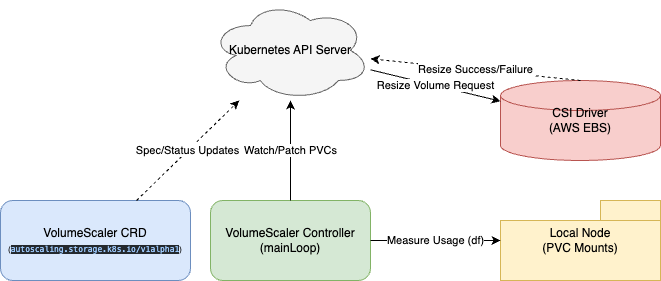 Kubernetes API Server
Resize Success/Failure
Resize Volume Request
CSI Driver
(AWS EBS)
Spec/Status Updates
Watch/Patch PVCs
VolumeScaler CRD
(autoscaling.storage.k8s.io/v1alpha1)
VolumeScaler Controller
(mainLoop)
Measure Usage (df)
Local Node
(PVC Mounts)